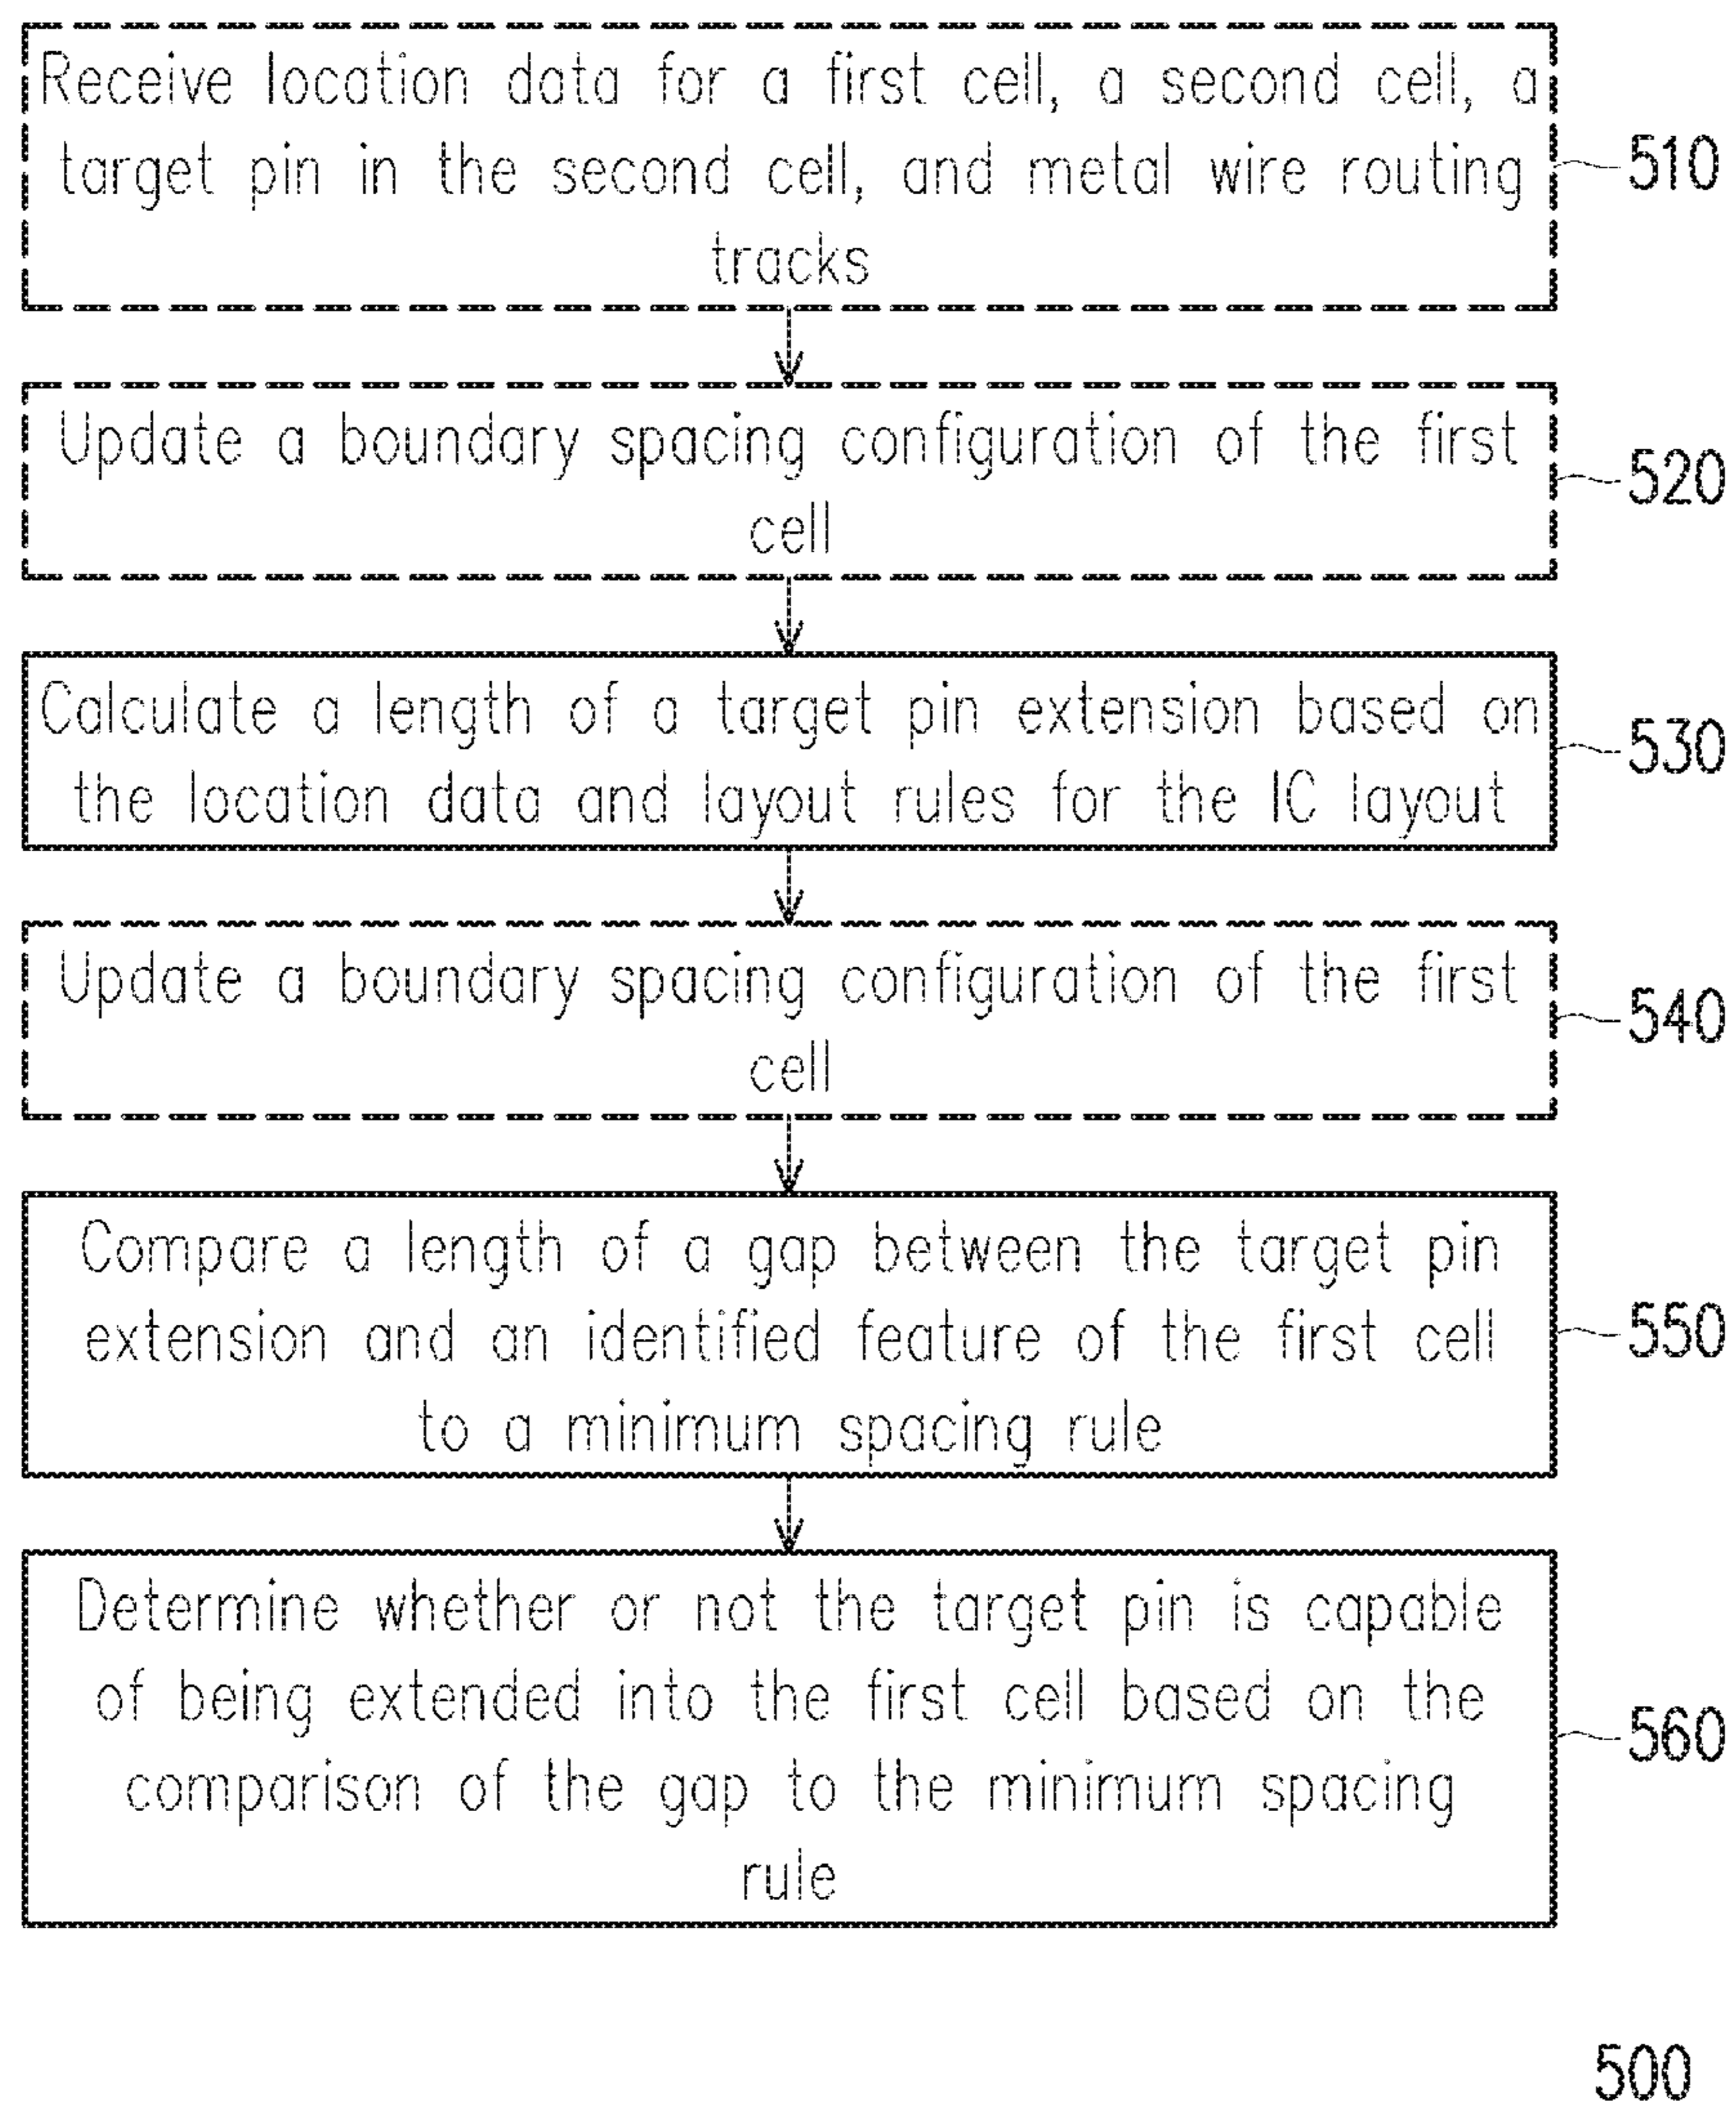 Receive location data for a first cell, a second cell, a
target pin in the second cell, and metal wire routing
tracks
510
Update a boundary spacing configuration of the first
cell
520
Calculate a length of a target pin extension based on
the location data and layout rules for the IC layout
530
Update a boundary spacing configuration of the first
cell
540
Compare a length of a gap between the target pin
extension and an identified feature of the first cell
to a minimum spacing rule
550
Determine whether or not the target pin is capable
of being extended into the first cell based on the
comparison of the gap to the minimum spacing
rule
560
500